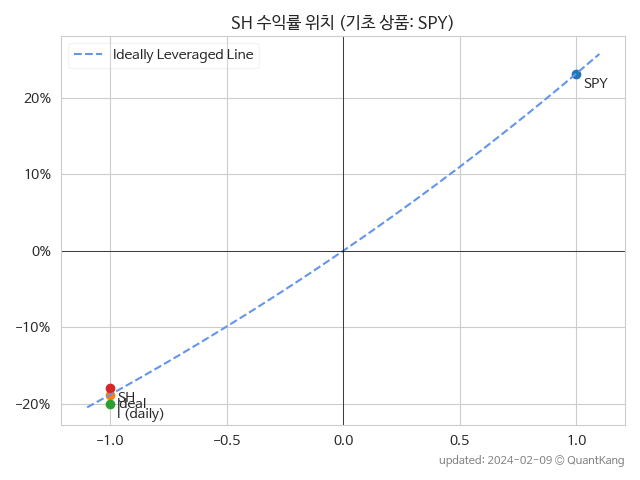 SH 수익률 위치 (기초 상품: SPY)
Ideally Leveraged Line
20%
10%
0%
−10%
−20%
SPY
SH
Ideal
(daily)
−1.0
−0.5
0.0
0.5
1.0
updated: 2024-02-09 © QuantKang